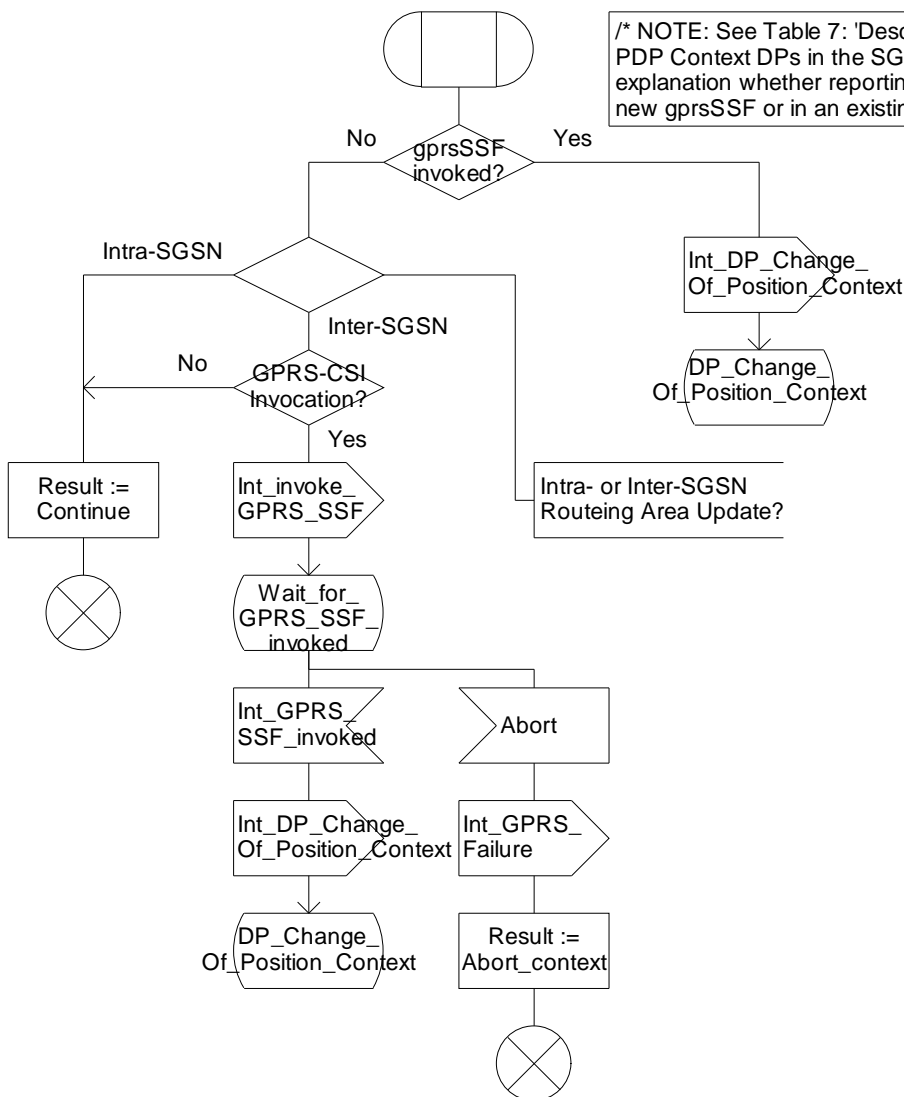 /* NOTE: See Table 7: 'Desc
PDP Context DPs in the SG
explanation whether reportin
new gprsSSF or in an existin
No
gprsSSF
invoked?
Yes
Intra-SGSN
Int_DP_Change_
Of_Position_Context
Inter-SGSN
No
GPRS-CSI
Invocation?
DP_Change_
Of_Position_Context
Yes
Result :=
Continue
Int_invoke_
GPRS_SSF
Intra- or Inter-SGSN
Routeing Area Update?
Wait_for_
GPRS_SSF_
invoked
Int_GPRS_
SSF_invoked
Abort
Int_DP_Change_
Of_Position_Context
Int_GPRS_
Failure
DP_Change_
Of_Position_Context
Result :=
Abort_context